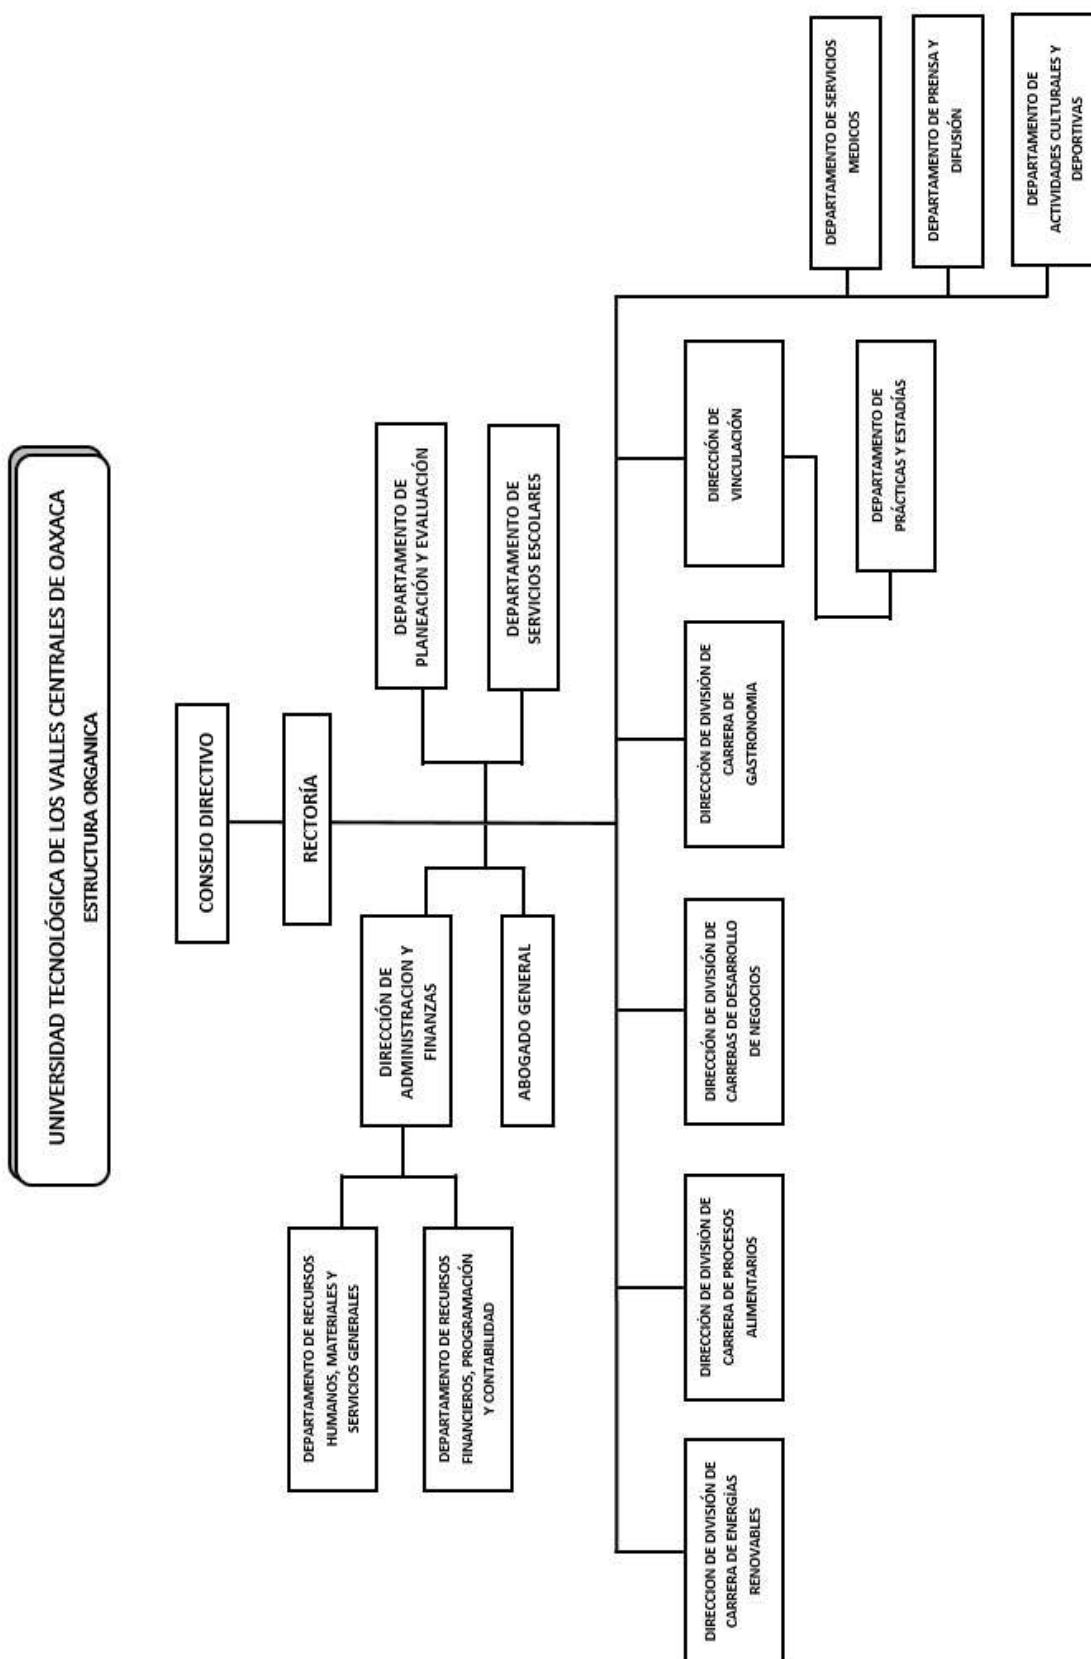 UNIVERSIDAD TECNOLÓGICA DE LOS VALLES CENTRALES DE OAXACA
ESTRUCTURA ORGANICA
CONSEJO DIRECTIVO
RECTORÍA
DEPARTAMENTO DE RECURSOS
HUMANOS, MATERIALES Y
SERVICIOS GENERALES
DEPARTAMENTO DE RECURSOS
FINANCIEROS, PROGRAMACIÓN
Y CONTABILIDAD
DIRECCIÓN DE
ADMINISTRACION Y
FINANZAS
ABOGADO GENERAL
DEPARTAMENTO DE
PLANEACIÓN Y EVALUACIÓN
DEPARTAMENTO DE
SERVICIOS ESCOLARES
DIRECCION DE DIVISIÓN DE
CARRERA DE ENERGÍAS
RENOVABLES
DIRECCIÓN DE DIVISIÓN DE
CARRERA DE PROCESOS
ALIMENTARIOS
DIRECCIÓN DE DIVISIÓN DE
CARRERAS DE DESARROLLO
DE NEGOCIOS
DIRECCIÓN DE DIVISIÓN DE
CARRERA DE
GASTRONOMIA
DIRECCIÓN DE
VINCULACIÓN
DEPARTAMENTO DE
PRÁCTICAS Y ESTADÍAS
DEPARTAMENTO DE SERVICIOS
MEDICOS
DEPARTAMENTO DE PRENSA Y
DIFUSIÓN
DEPARTAMENTO DE
ACTIVIDADES CULTURALES Y
DEPORTIVAS